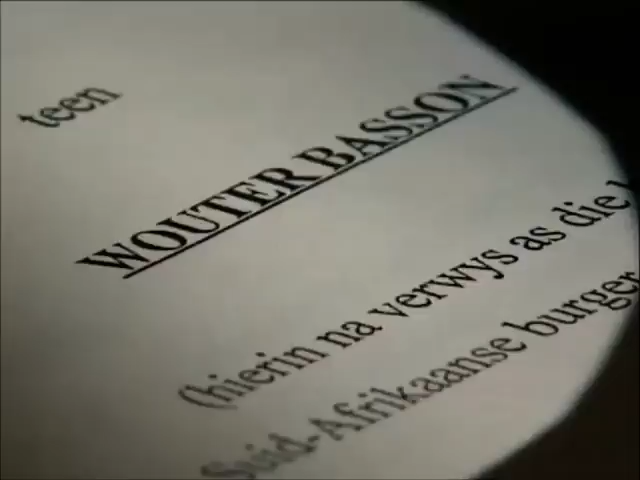 teen
WOUTER BASSON
(hierin na verwys as die
Suid-Afrikaanse burger